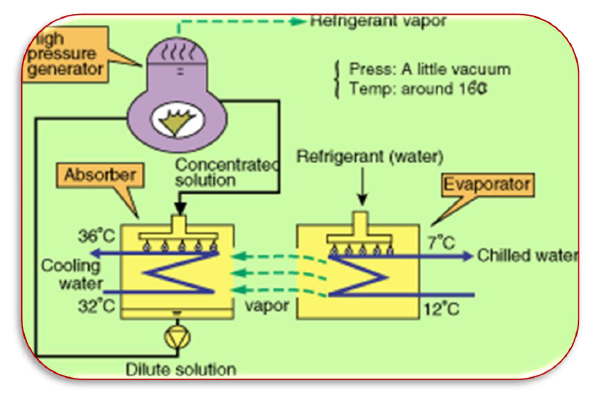 Refrigerant vapor
High
pressure
generator
Press: A little vacuum
Temp: around 160°C
Concentrated
solution
Refrigerant (water)
Absorber
Evaporator
36°C
7°C
Cooling
water
Chilled water
32°C
vapor
12°C
Dilute solution